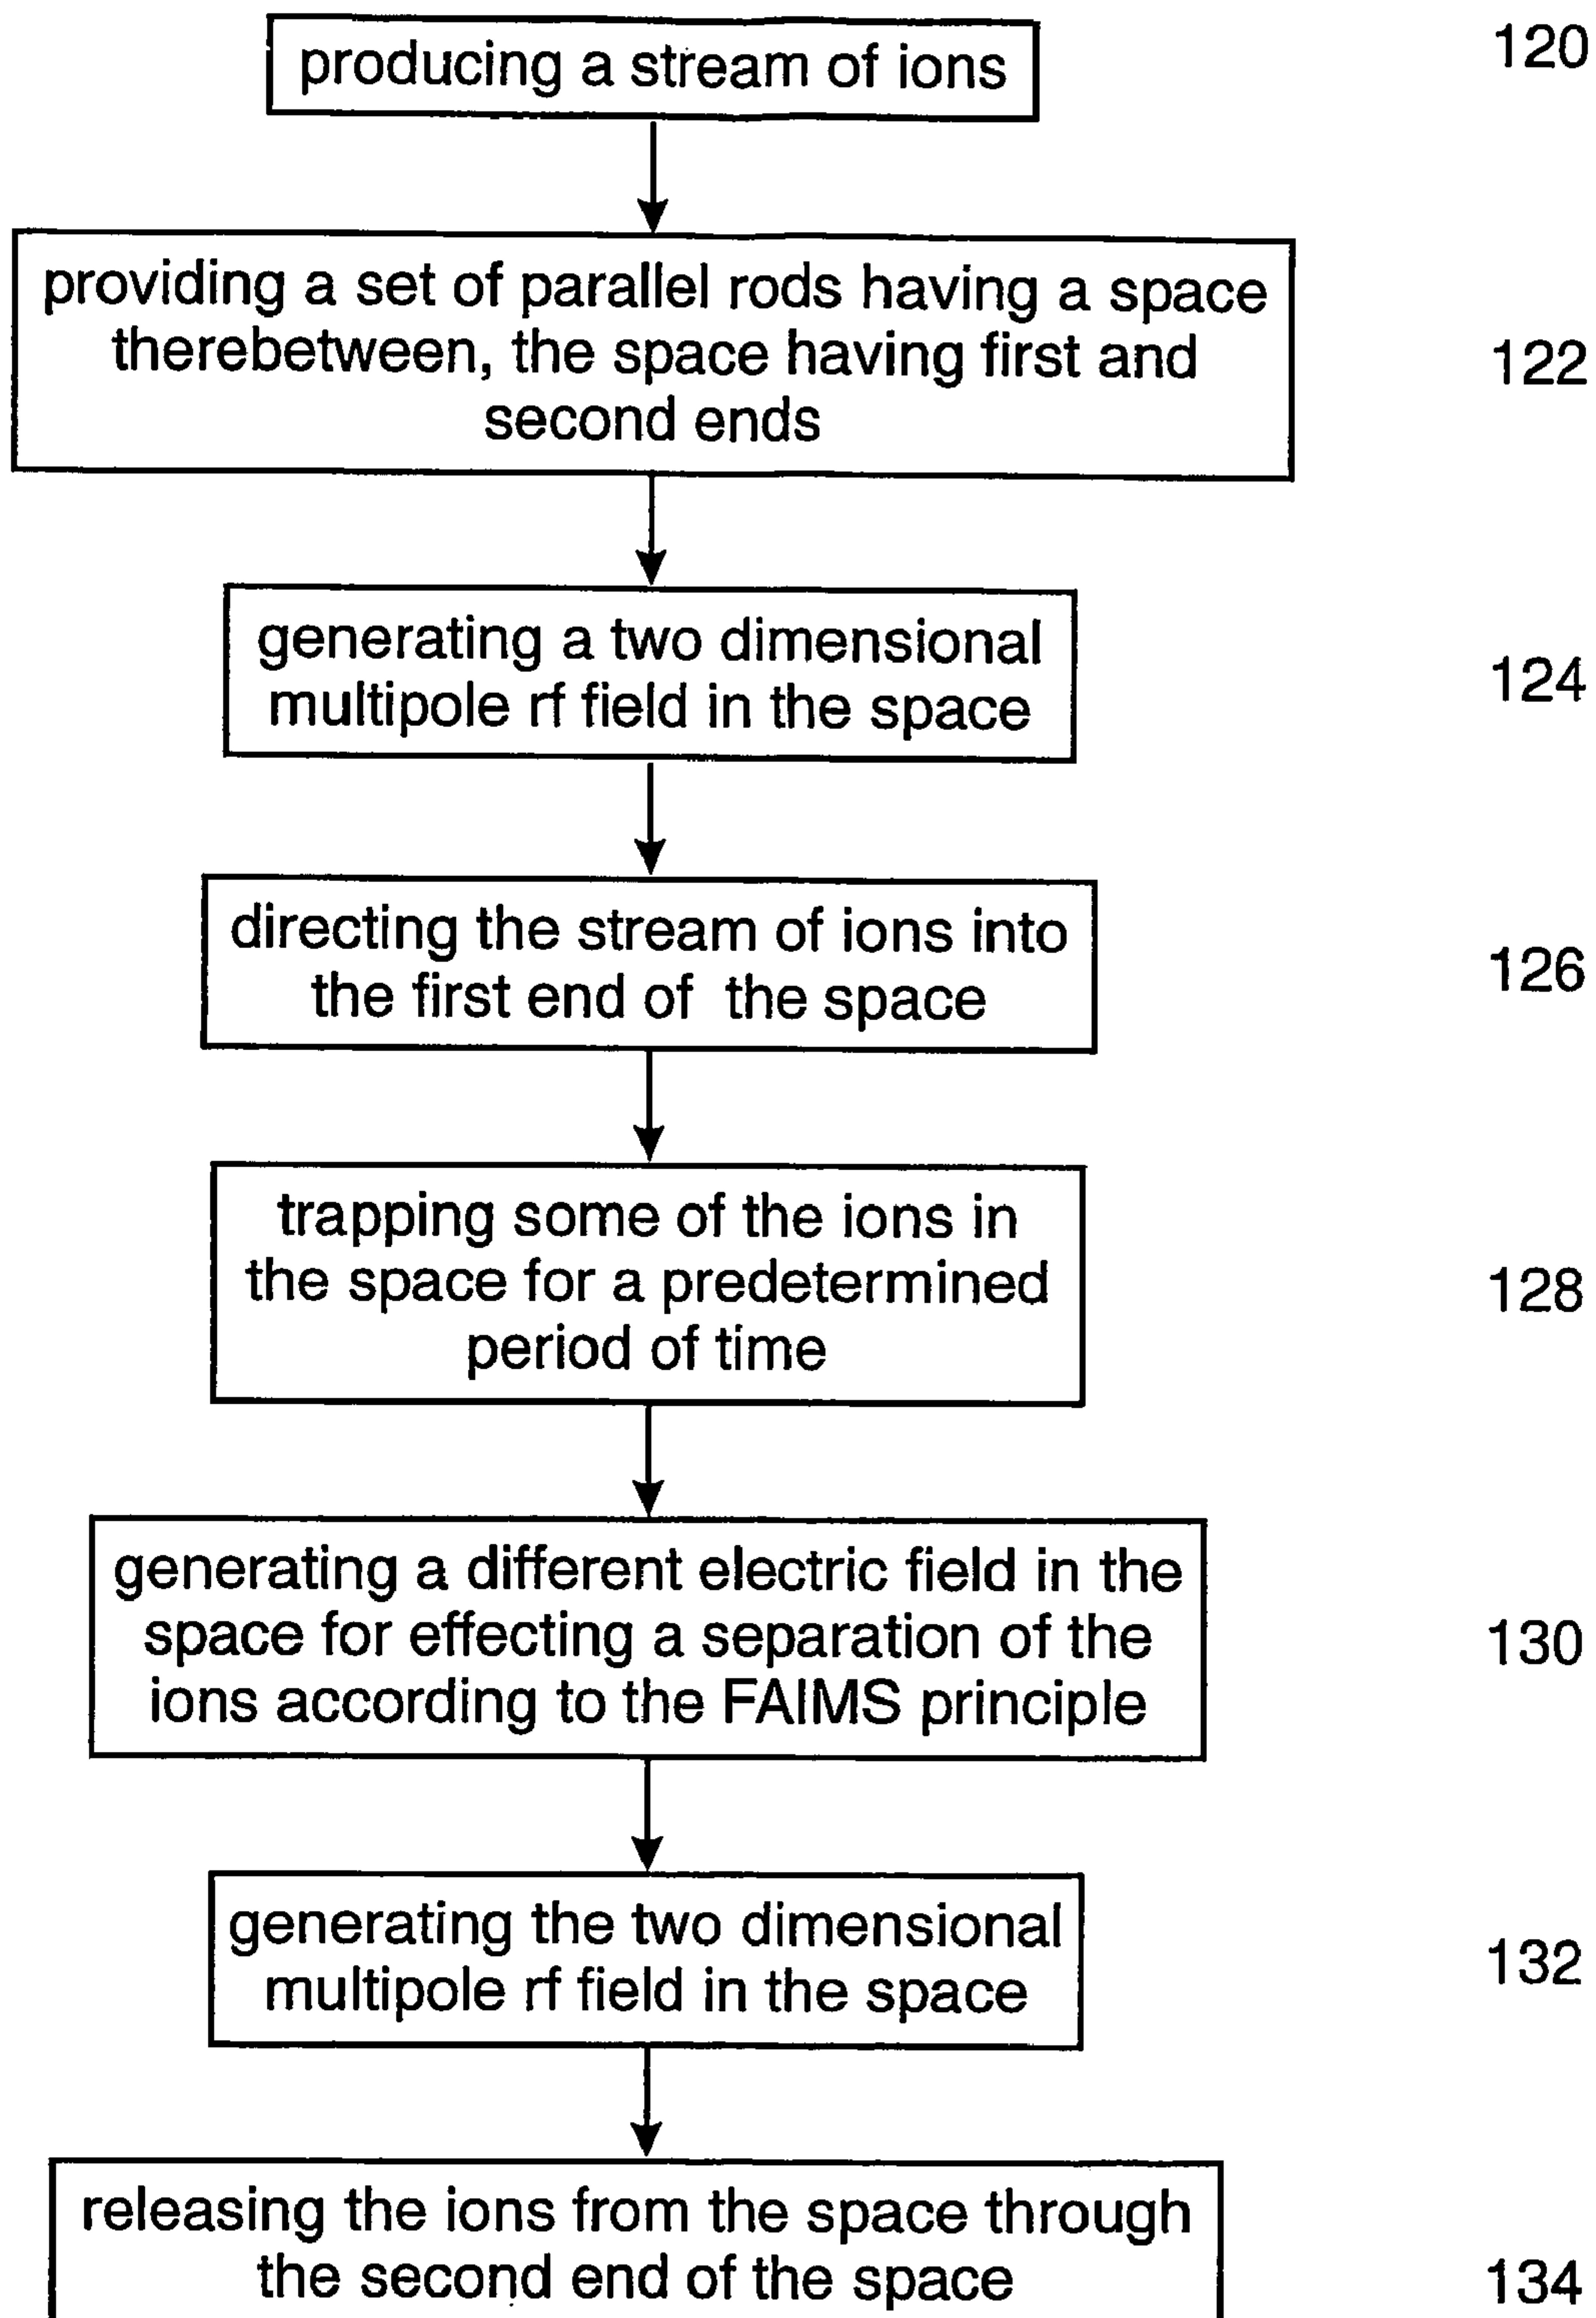 producing a stream of ions
120
providing a set of parallel rods having a space
therebetween, the space having first and
second ends
122
generating a two dimensional
multipole rf field in the space
124
directing the stream of ions into
the first end of the space
126
trapping some of the ions in
the space for a predetermined
period of time
128
generating a different electric field in the
space for effecting a separation of the
ions according to the FAIMS principle
130
generating the two dimensional
multipole rf field in the space
132
releasing the ions from the space through
the second end of the space
134